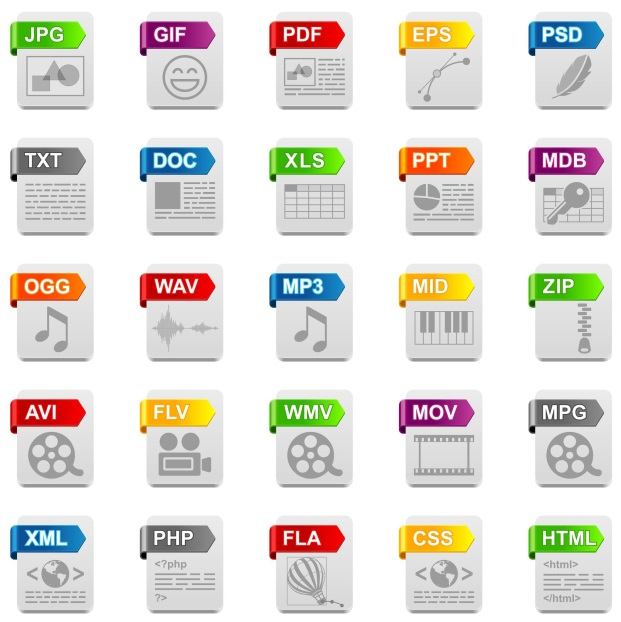 JPG GIF PDF EPS PSD
TXT DOC XLS PPT MDB
OGG WAV MP3 MID ZIP
AVI FLV WMV MOV MPG
XML PHP FLA CSS HTML
< > <?php < > <html>
?> </html>